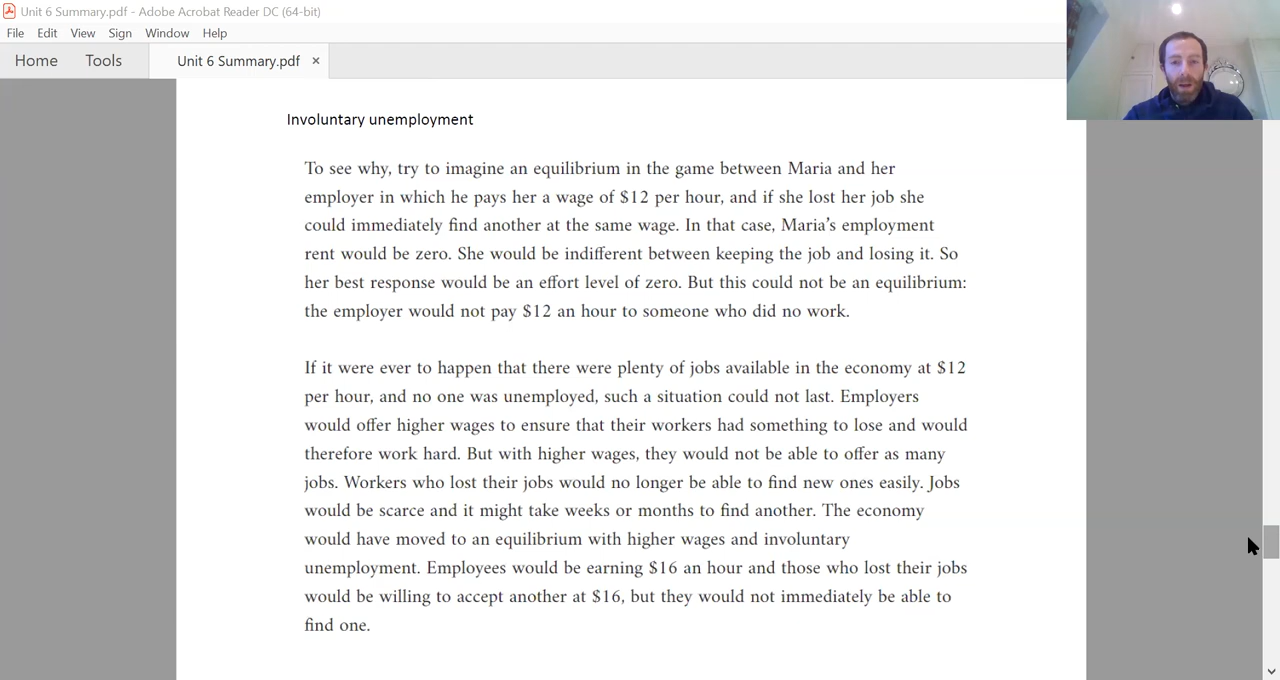 Unit 6 Summary.pdf - Adobe Acrobat Reader DC (64-bit)
File Edit View Sign Window Help
Home Tools Unit 6 Summary.pdf ×
Involuntary unemployment
To see why, try to imagine an equilibrium in the game between Maria and her
employer in which he pays her a wage of $12 per hour, and if she lost her job she
could immediately find another at the same wage. In that case, Maria’s employment
rent would be zero. She would be indifferent between keeping the job and losing it. So
her best response would be an effort level of zero. But this could not be an equilibrium:
the employer would not pay $12 an hour to someone who did no work.
If it were ever to happen that there were plenty of jobs available in the economy at $12
per hour, and no one was unemployed, such a situation could not last. Employers
would offer higher wages to ensure that their workers had something to lose and would
therefore work hard. But with higher wages, they would not be able to offer as many
jobs. Workers who lost their jobs would no longer be able to find new ones easily. Jobs
would be scarce and it might take weeks or months to find another. The economy
would have moved to an equilibrium with higher wages and involuntary
unemployment. Employees would be earning $16 an hour and those who lost their jobs
would be willing to accept another at $16, but they would not immediately be able to
find one.